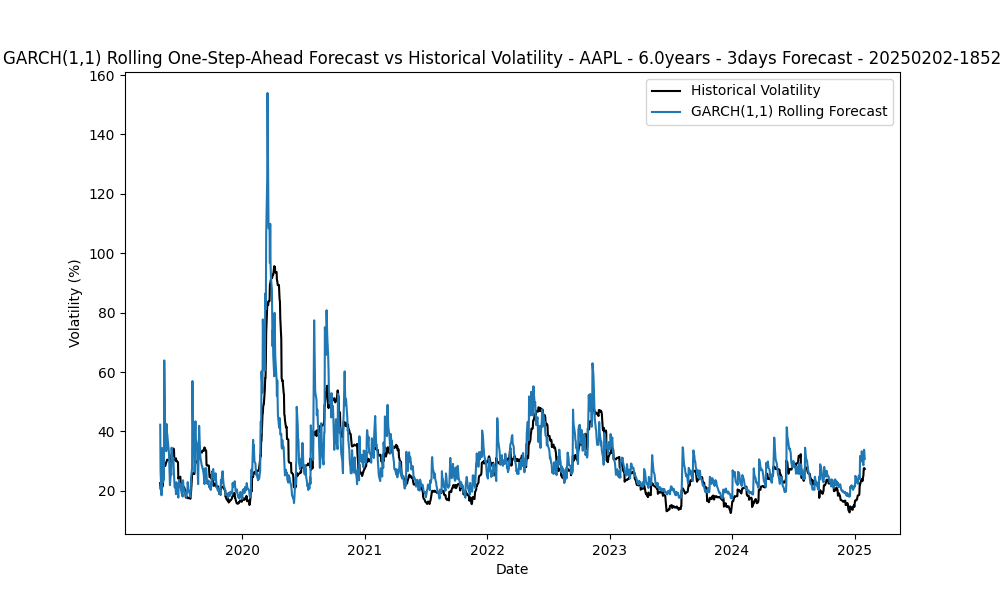 GARCH(1,1) Rolling One-Step-Ahead Forecast vs Historical Volatility - AAPL - 6.0years - 3days Forecast - 20250202-1852
Historical Volatility
GARCH(1,1) Rolling Forecast
Volatility (%)
160
140
120
100
80
60
40
20
2020 2021 2022 2023 2024 2025
Date